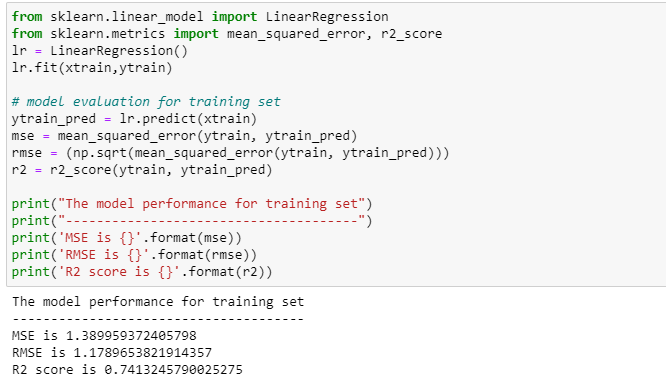 from sklearn.linear_model import LinearRegression
from sklearn.metrics import mean_squared_error, r2_score
lr = LinearRegression()
lr.fit(xtrain,ytrain)
# model evaluation for training set
ytrain_pred = lr.predict(xtrain)
mse = mean_squared_error(ytrain, ytrain_pred)
rmse = (np.sqrt(mean_squared_error(ytrain, ytrain_pred)))
r2 = r2_score(ytrain, ytrain_pred)
print("The model performance for training set")
print("--------------------------------------")
print('MSE is {}'.format(mse))
print('RMSE is {}'.format(rmse))
print('R2 score is {}'.format(r2))
The model performance for training set
--------------------------------------
MSE is 1.389959372405798
RMSE is 1.1789653821914357
R2 score is 0.7413245790025275